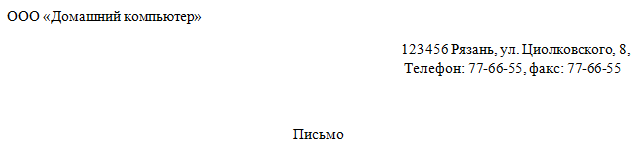 ООО «Домашний компьютер»
123456 Рязань, ул. Циолковского, 8,
Телефон: 77-66-55, факс: 77-66-55
Письмо